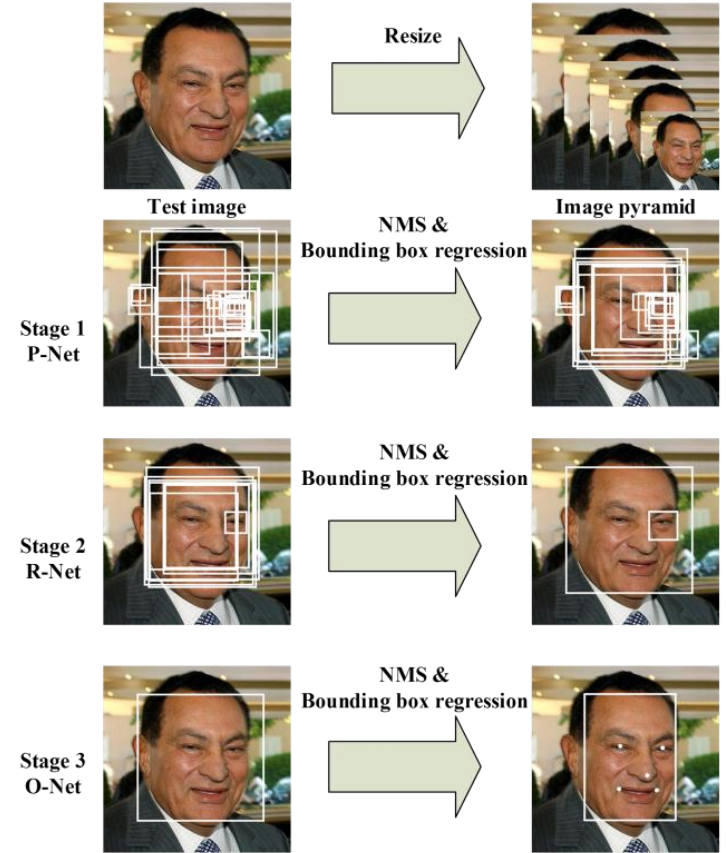 Resize
Test image
Image pyramid
NMS &
Bounding box regression
Stage 1
P-Net
NMS &
Bounding box regression
Stage 2
R-Net
NMS &
Bounding box regression
Stage 3
O-Net